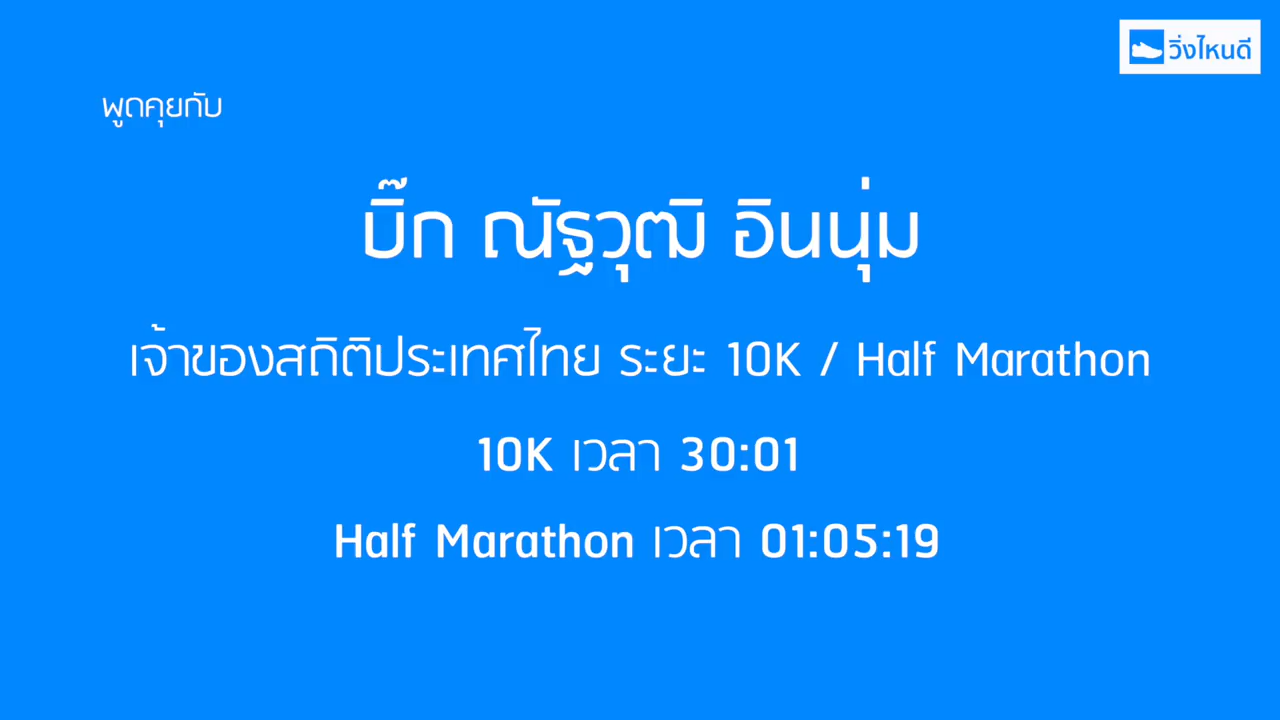 วิ่งไหนดี
พูดคุยกับ
บิ๊ก ณัฐวุฒิ อินนุ่ม
เจ้าของสถิติประเทศไทย ระยะ 10K / Half Marathon
10K เวลา 30:01
Half Marathon เวลา 01:05:19